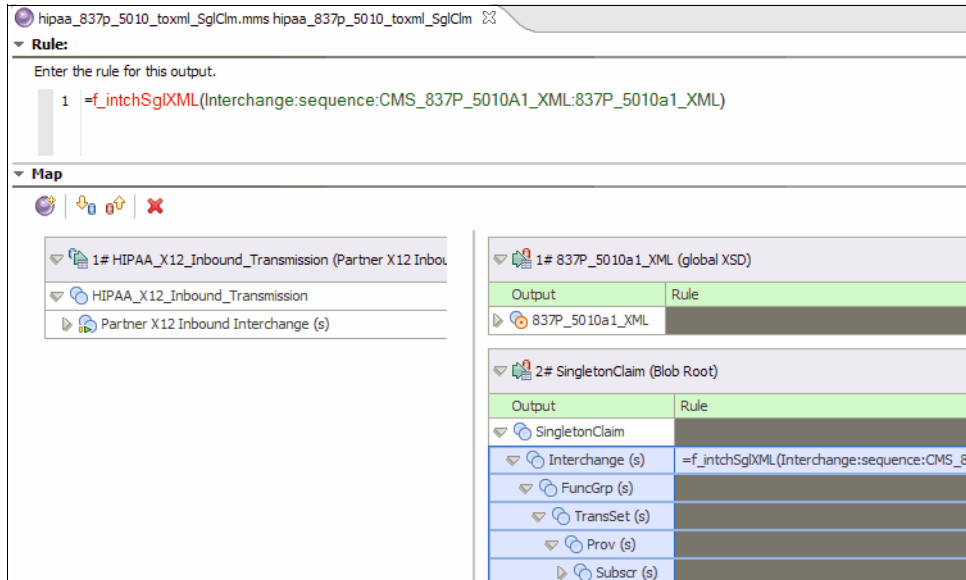 hipaa_837p_5010_toxml_SglClm.mms hipaa_837p_5010_toxml_SglClm
Rule:
Enter the rule for this output.
1 =f_intchSglXML(Interchange:sequence:CMS_837P_5010A1_XML:837P_5010a1_XML)
Map
1# HIPAA_X12_Inbound_Transmission (Partner X12 Inbou
HIPAA_X12_Inbound_Transmission
Partner X12 Inbound Interchange (s)
1# 837P_5010a1_XML (global XSD)
Output Rule
837P_5010a1_XML
2# SingletonClaim (Blob Root)
Output Rule
SingletonClaim
Interchange (s) =f_intchSglXML(Interchange:sequence:CMS_8
FuncGrp (s)
TransSet (s)
Prov (s)
Subscr (s)